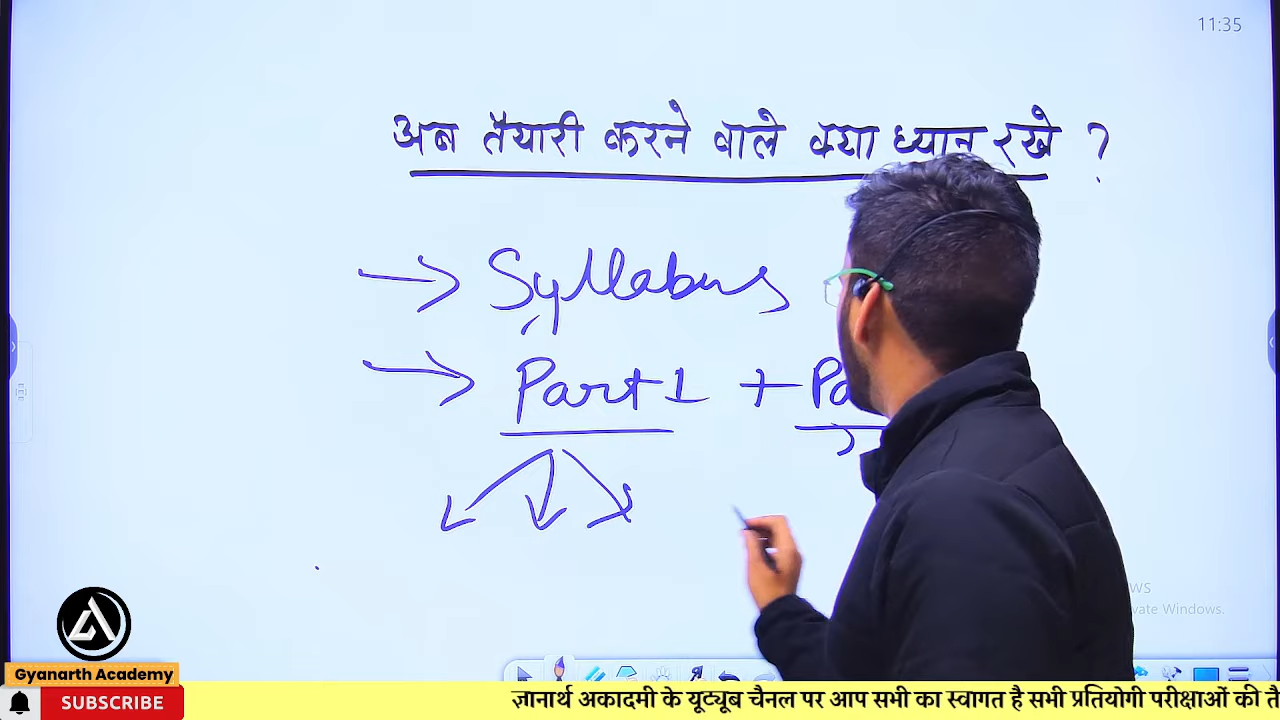 11:35
अब तैयारी करने वाले क्या ध्यान रखे ?
→ Syllabus
→ Part 1 +
Gyanarth Academy
SUBSCRIBE
ज्ञानार्थ अकादमी के यूट्यूब चैनल पर आप सभी का स्वागत है सभी प्रतियोगी परीक्षाओं की